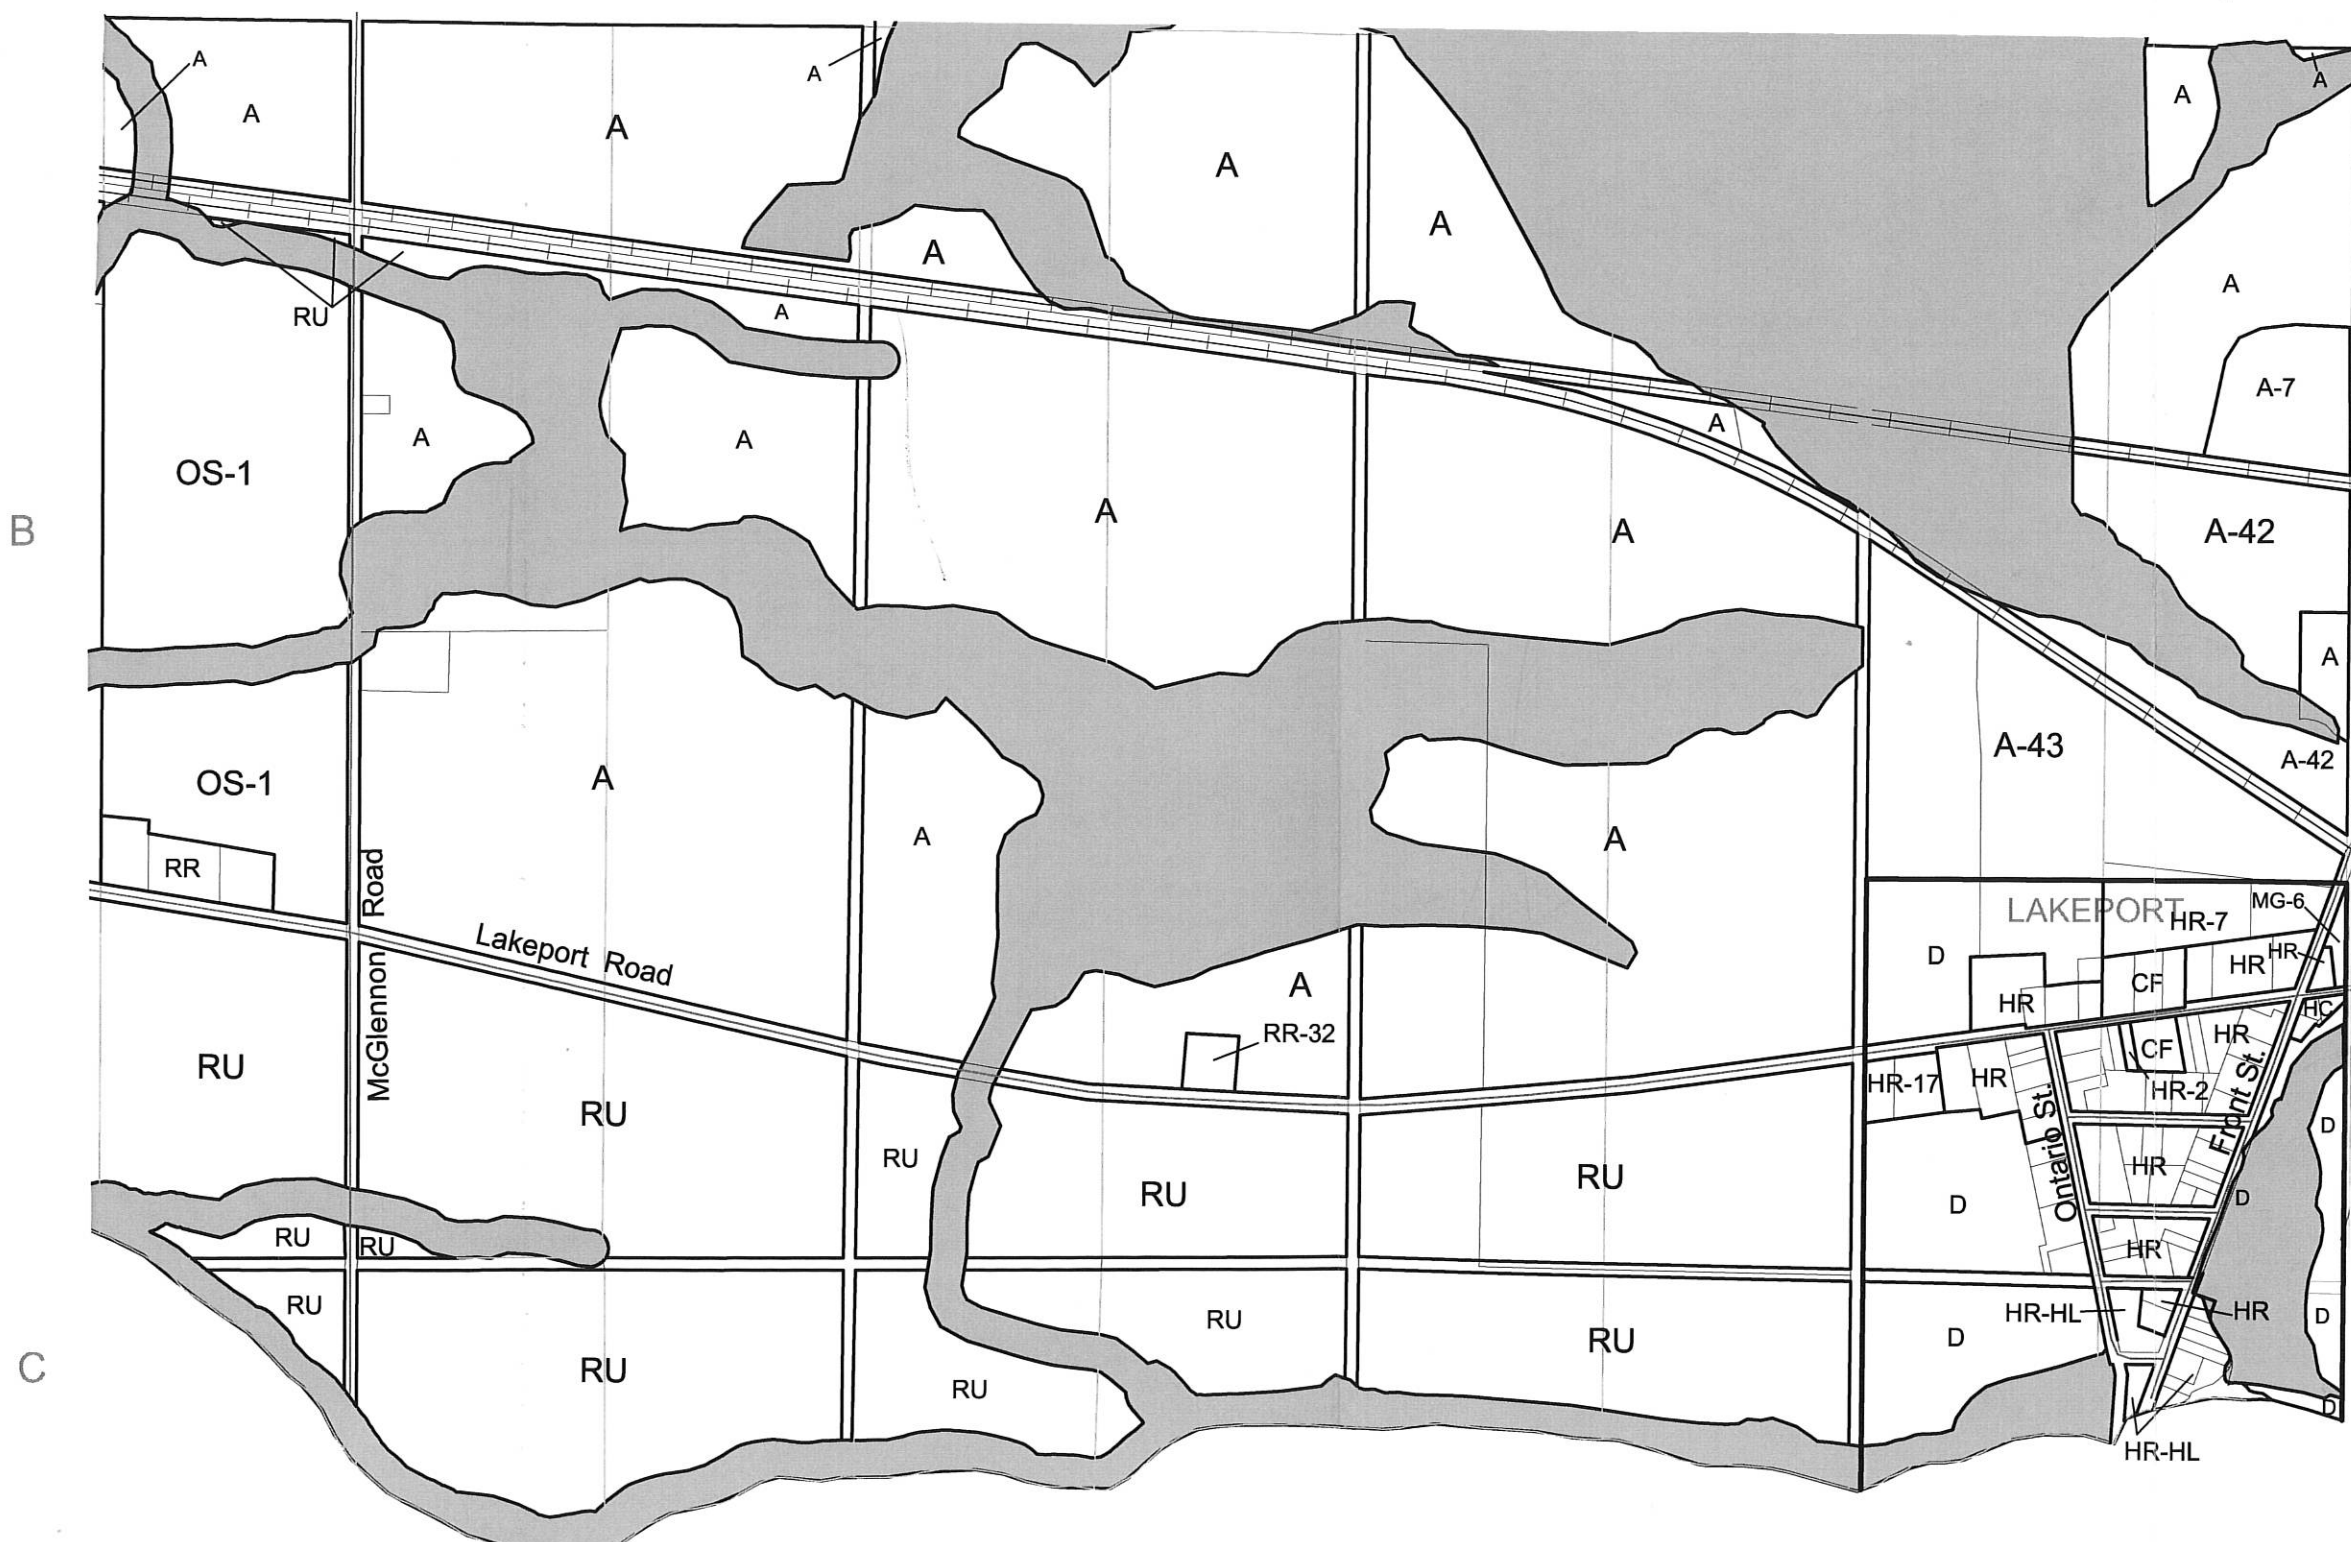 A
A
A
A
A
A
A
A
A
A
A
RU
A-7
A
A
A
OS-1
B
A
A
A-42
A
A-43
A-42
OS-1
A
A
A
RR
Road
LAKEPORT
MG-6
HR-7
Lakeport Road
D
HR
HR
CF
A
HR
HC
McGlennon
RR-32
HR
CF
RU
HR-17
HR
HR-2
Front St.
RU
Ontario St.
D
RU
HR
RU
RU
D
D
RU
RU
HR
RU
RU
HR-HL
HR
D
D
RU
C
RU
RU
D
HR-HL